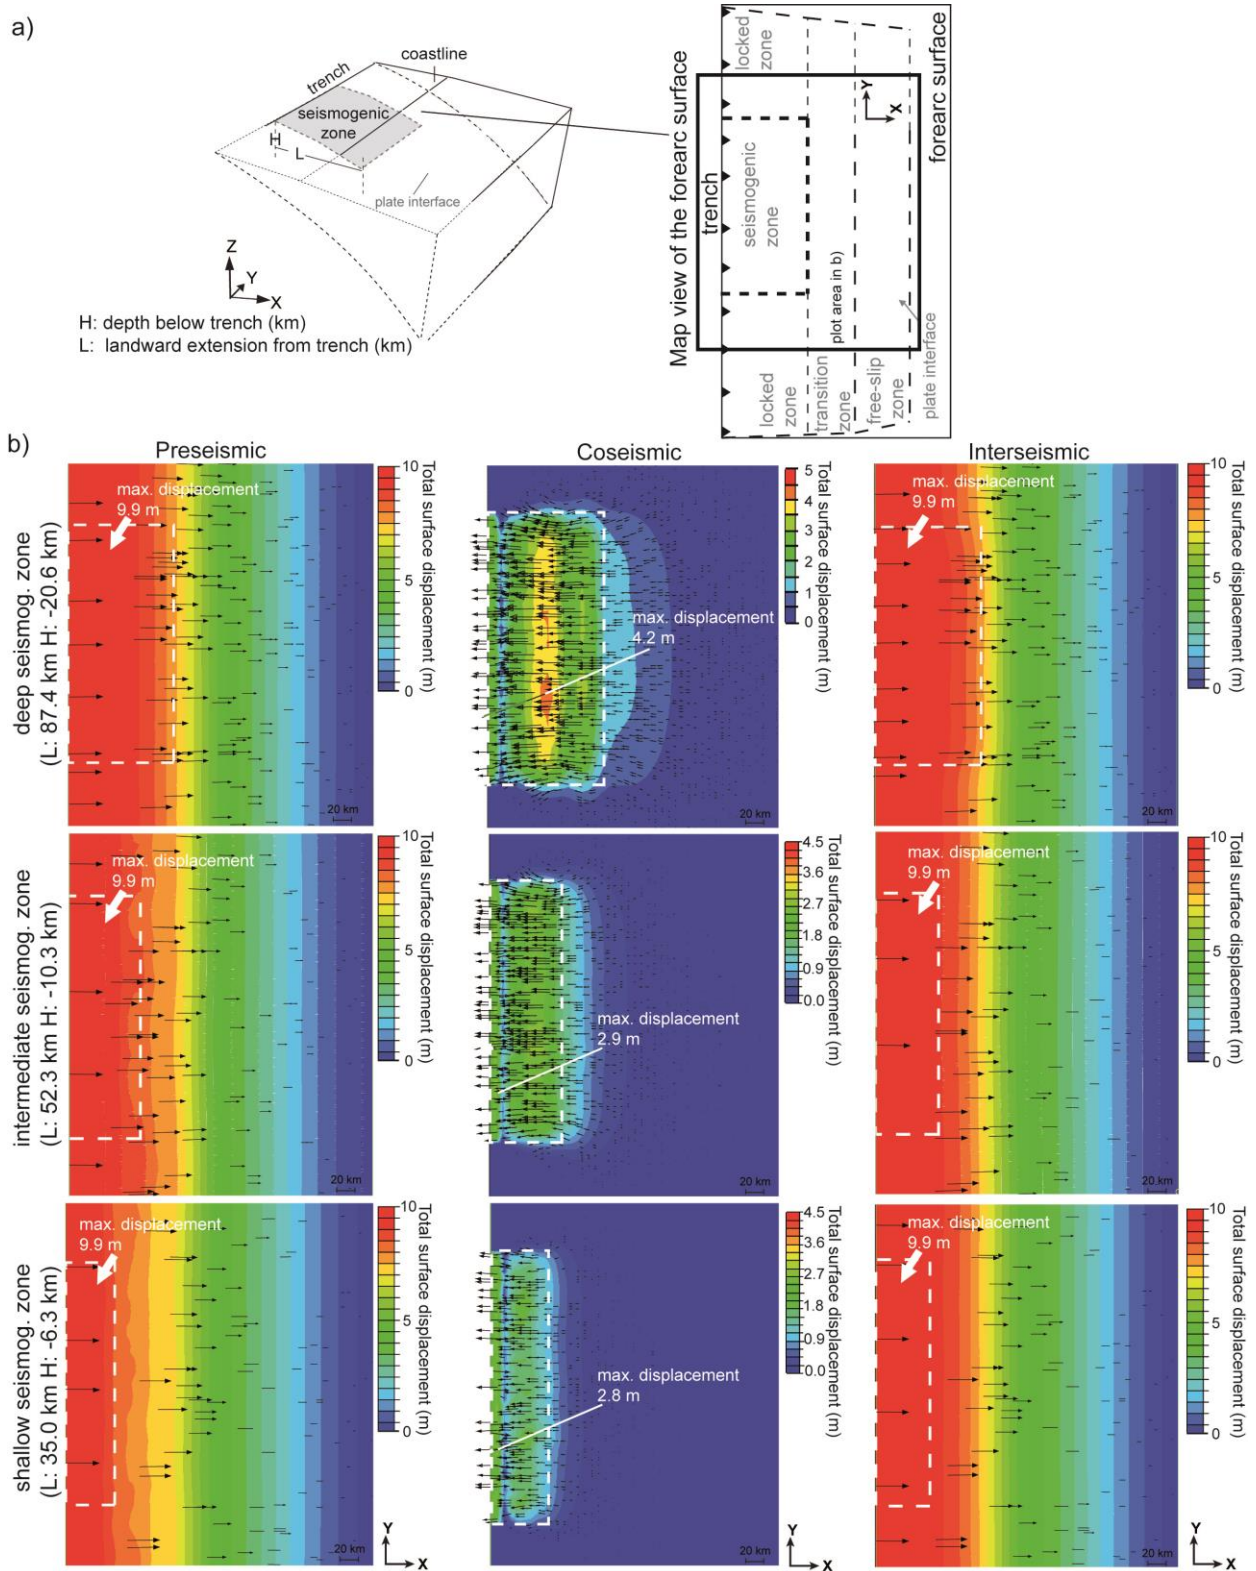 a)
coastline
trench
seismogenic
zone
H
L
plate interface
Z
Y
X
H: depth below trench (km)
L: landward extension from trench (km)
Map view of the forearc surface
trench
locked
zone
seismogenic
zone
plot area in b)
Y
X
forearc surface
locked
zone
transition
zone
free-slip
zone
plate interface
b)
Preseismic
Coseismic
Interseismic
deep seismog. zone
(L: 87.4 km H: -20.6 km)
max. displacement
9.9 m
20 km
10
5
0
Total surface displacement (m)
max. displacement
4.2 m
20 km
5
4
3
2
1
0
Total surface displacement (m)
max. displacement
9.9 m
20 km
10
5
0
Total surface displacement (m)
intermediate seismog. zone
(L: 52.3 km H: -10.3 km)
max. displacement
9.9 m
20 km
10
5
0
Total surface displacement (m)
max. displacement
2.9 m
20 km
4.5
3.6
2.7
1.8
0.9
0.0
Total surface displacement (m)
max. displacement
9.9 m
20 km
10
5
0
Total surface displacement (m)
shallow seismog. zone
(L: 35.0 km H: -6.3 km)
max. displacement
9.9 m
20 km
10
5
0
Total surface displacement (m)
Y
X
max. displacement
2.8 m
20 km
4.5
3.6
2.7
1.8
0.9
0.0
Total surface displacement (m)
Y
X
max. displacement
9.9 m
20 km
10
5
0
Total surface displacement (m)
Y
X